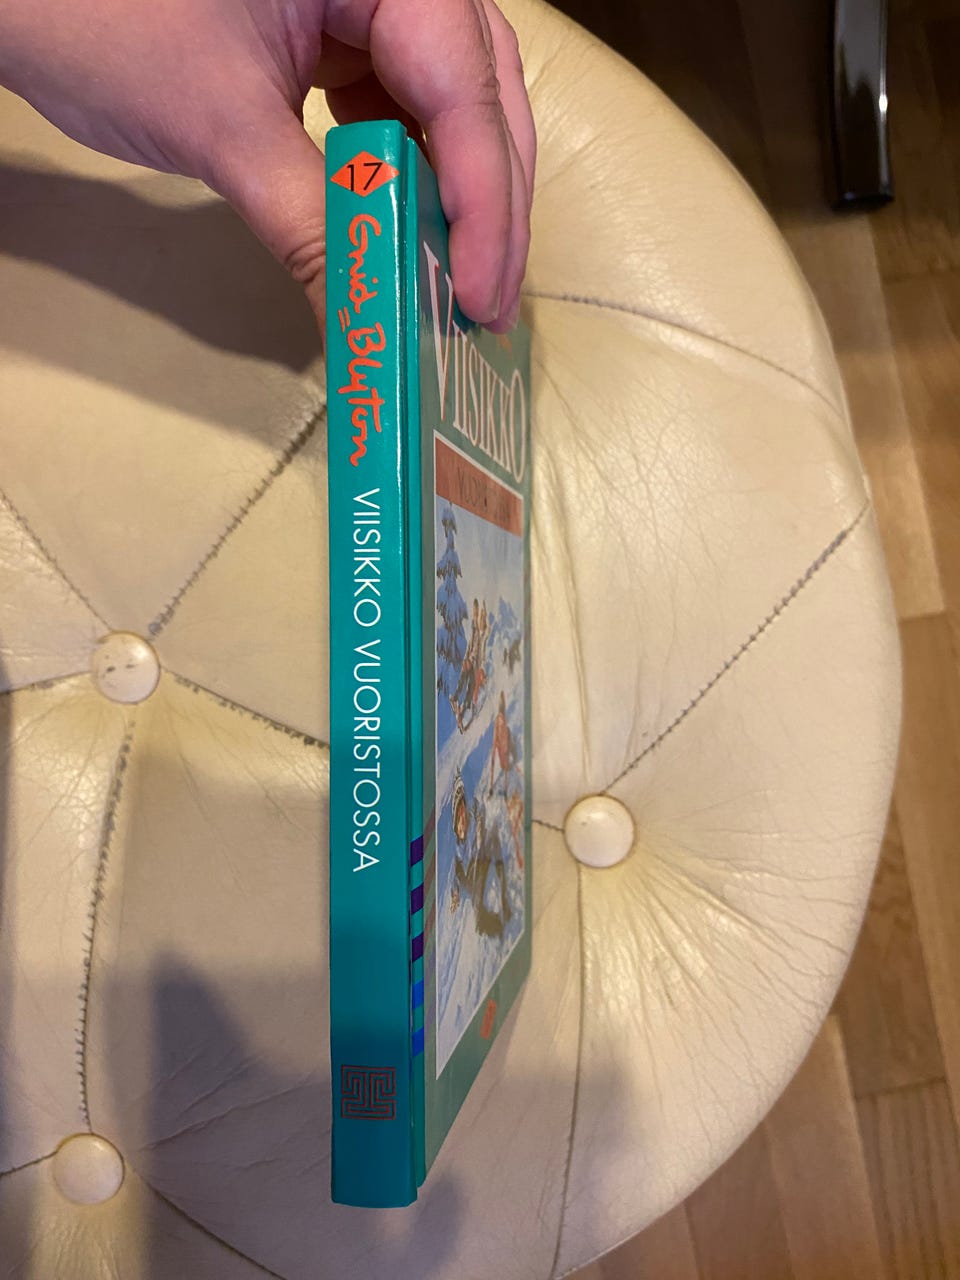 17
Enid Blyton
VIISIKKO VUORISTOSSA
VIISIKKO